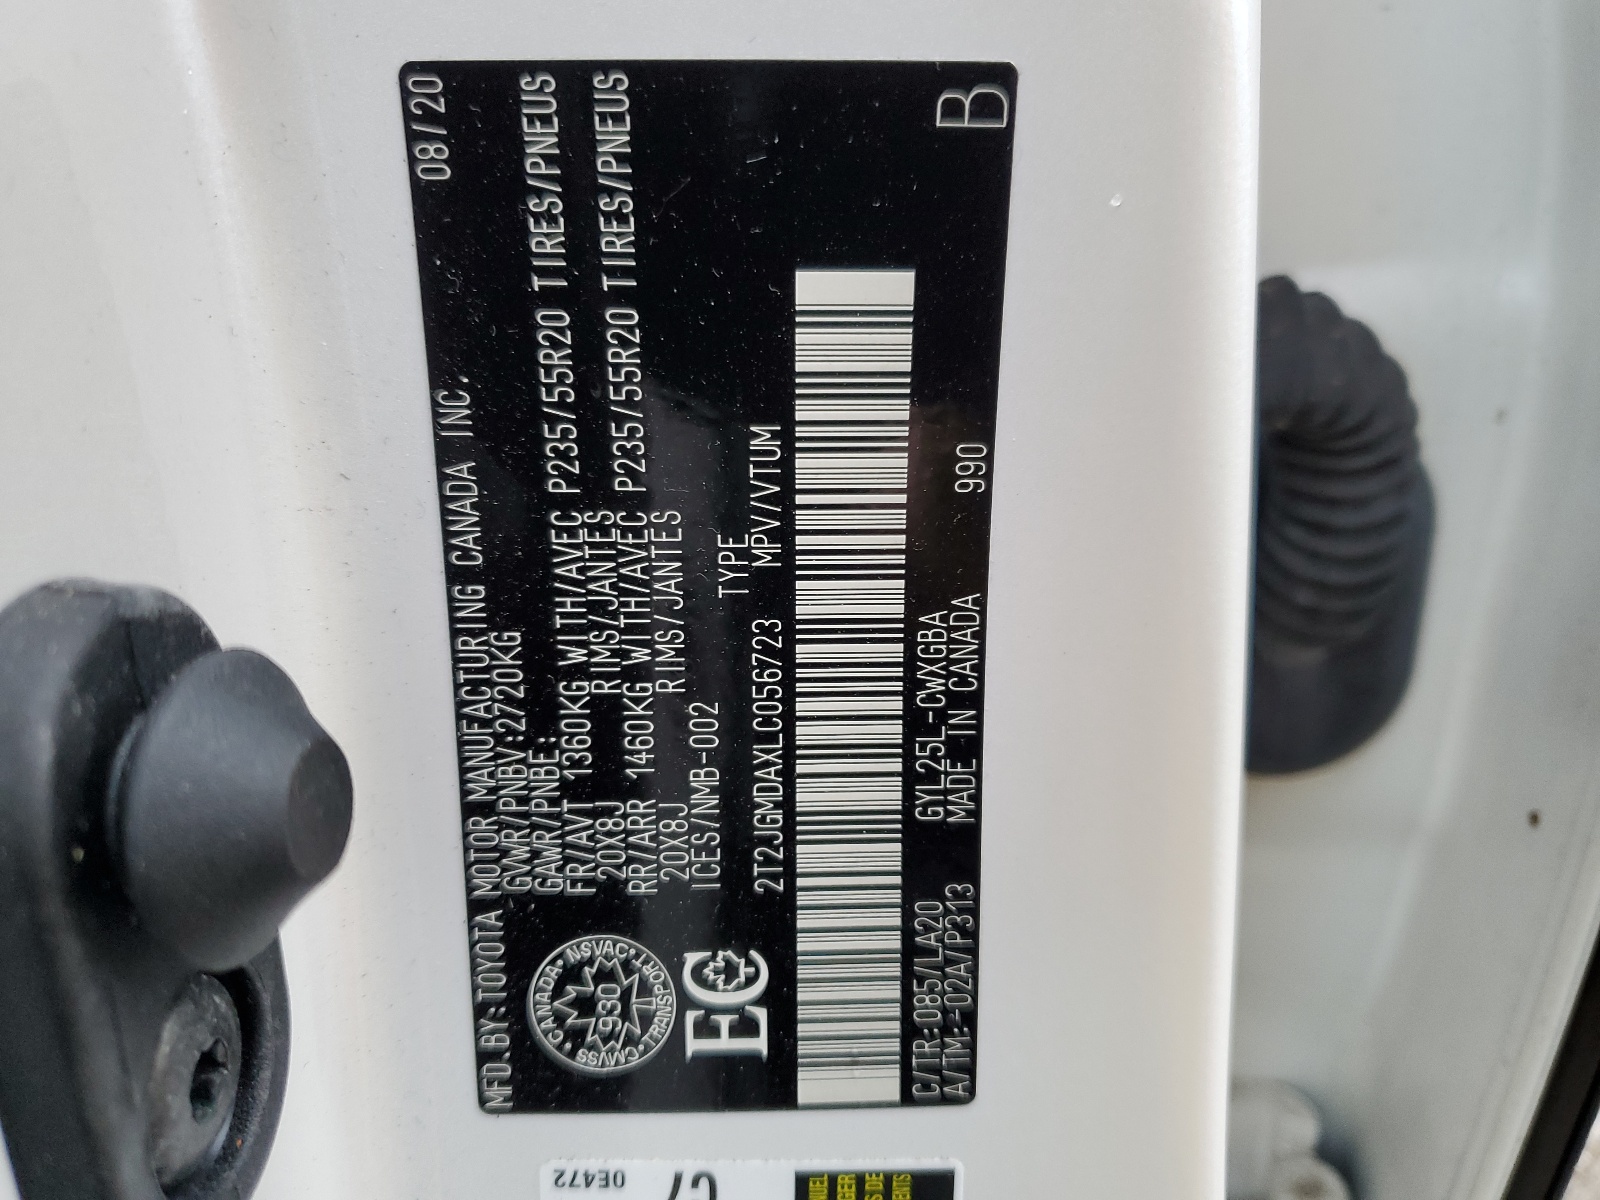 MFD.BY:TOYOTA MOTOR MANUFACTURING CANADA INC. 08/20
GVWR/PNBV:2720KG
GAWR/PNBE:
FR/AVT 1360KG WITH/AVEC P235/55R20 TIRES/PNEUS
20X8J RIMS/JANTES
RR/ARR 1460KG WITH/AVEC P235/55R20 TIRES/PNEUS
20X8J RIMS/JANTES
ICES/NMB-002
TYPE
2T2JGMDAXLC056723 MPV/VTUM
CANADA NSVAC
930
CMVSS TRANSPORT
EC
C/TR:085/LA20 GYL25L-CWXGBA
A/TM:-02A/P313 MADE IN CANADA 990
B
0E472